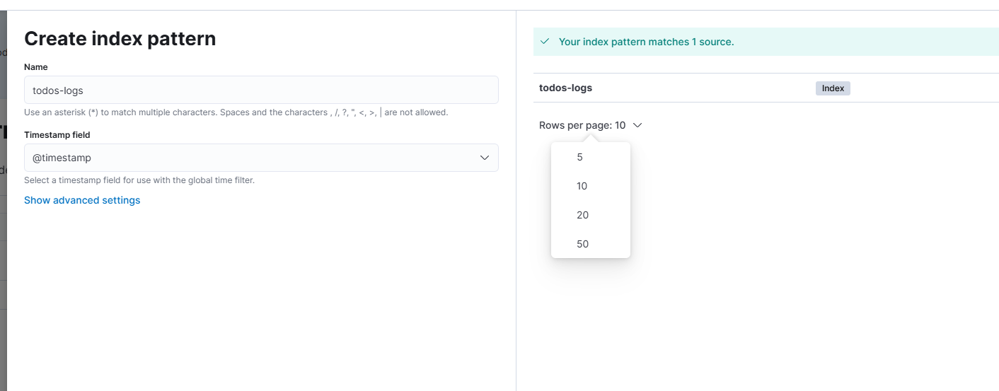 Create index pattern
Name
todos-logs
Use an asterisk (*) to match multiple characters. Spaces and the characters , /, ?, ", <, >, | are not allowed.
Timestamp field
@timestamp
Select a timestamp field for use with the global time filter.
Show advanced settings
Your index pattern matches 1 source.
todos-logs Index
Rows per page: 10
5
10
20
50